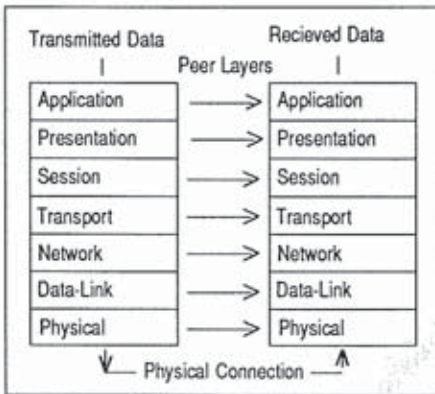 Transmitted Data
Recieved Data
Peer Layers
Application
Application
Presentation
Presentation
Session
Session
Transport
Transport
Network
Network
Data-Link
Data-Link
Physical
Physical
Physical Connection